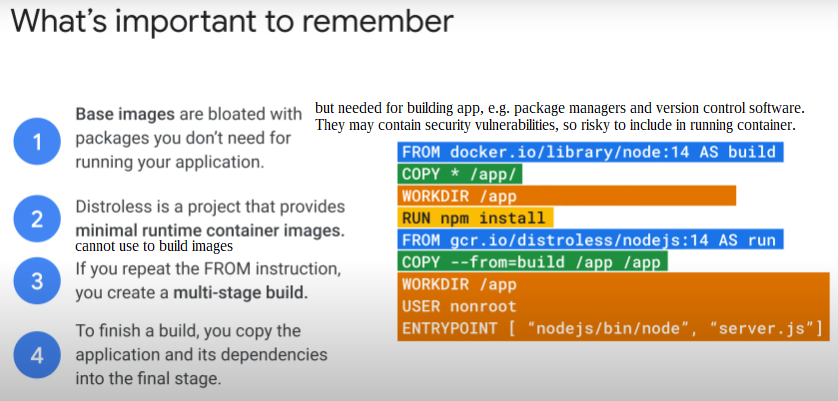 What's important to remember
1
Base images are bloated with
packages you don't need for
running your application.
but needed for building app, e.g. package managers and version control software.
They may contain security vulnerabilities, so risky to include in running container.
2
Distroless is a project that provides
minimal runtime container images.
cannot use to build images
3
If you repeat the FROM instruction,
you create a multi-stage build.
4
To finish a build, you copy the
application and its dependencies
into the final stage.
FROM docker.io/library/node:14 AS build
COPY * /app/
WORKDIR /app
RUN npm install
FROM gcr.io/distroless/nodejs:14 AS run
COPY --from=build /app /app
WORKDIR /app
USER nonroot
ENTRYPOINT [ “nodejs/bin/node”, “server.js”]